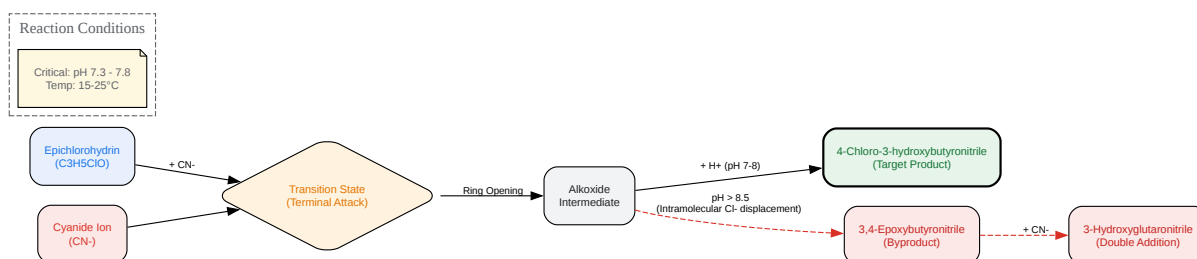 Reaction Conditions
Critical: pH 7.3 - 7.8
Temp: 15-25°C
Epichlorohydrin
(C3H5ClO)
+ CN-
Cyanide Ion
(CN-)
Transition State
(Terminal Attack)
Ring Opening
Alkoxide
Intermediate
+ H+ (pH 7-8)
4-Chloro-3-hydroxybutyronitrile
(Target Product)
pH > 8.5
(Intramolecular Cl- displacement)
3,4-Epoxybutyronitrile
(Byproduct)
+ CN-
3-Hydroxyglutaronitrile
(Double Addition)